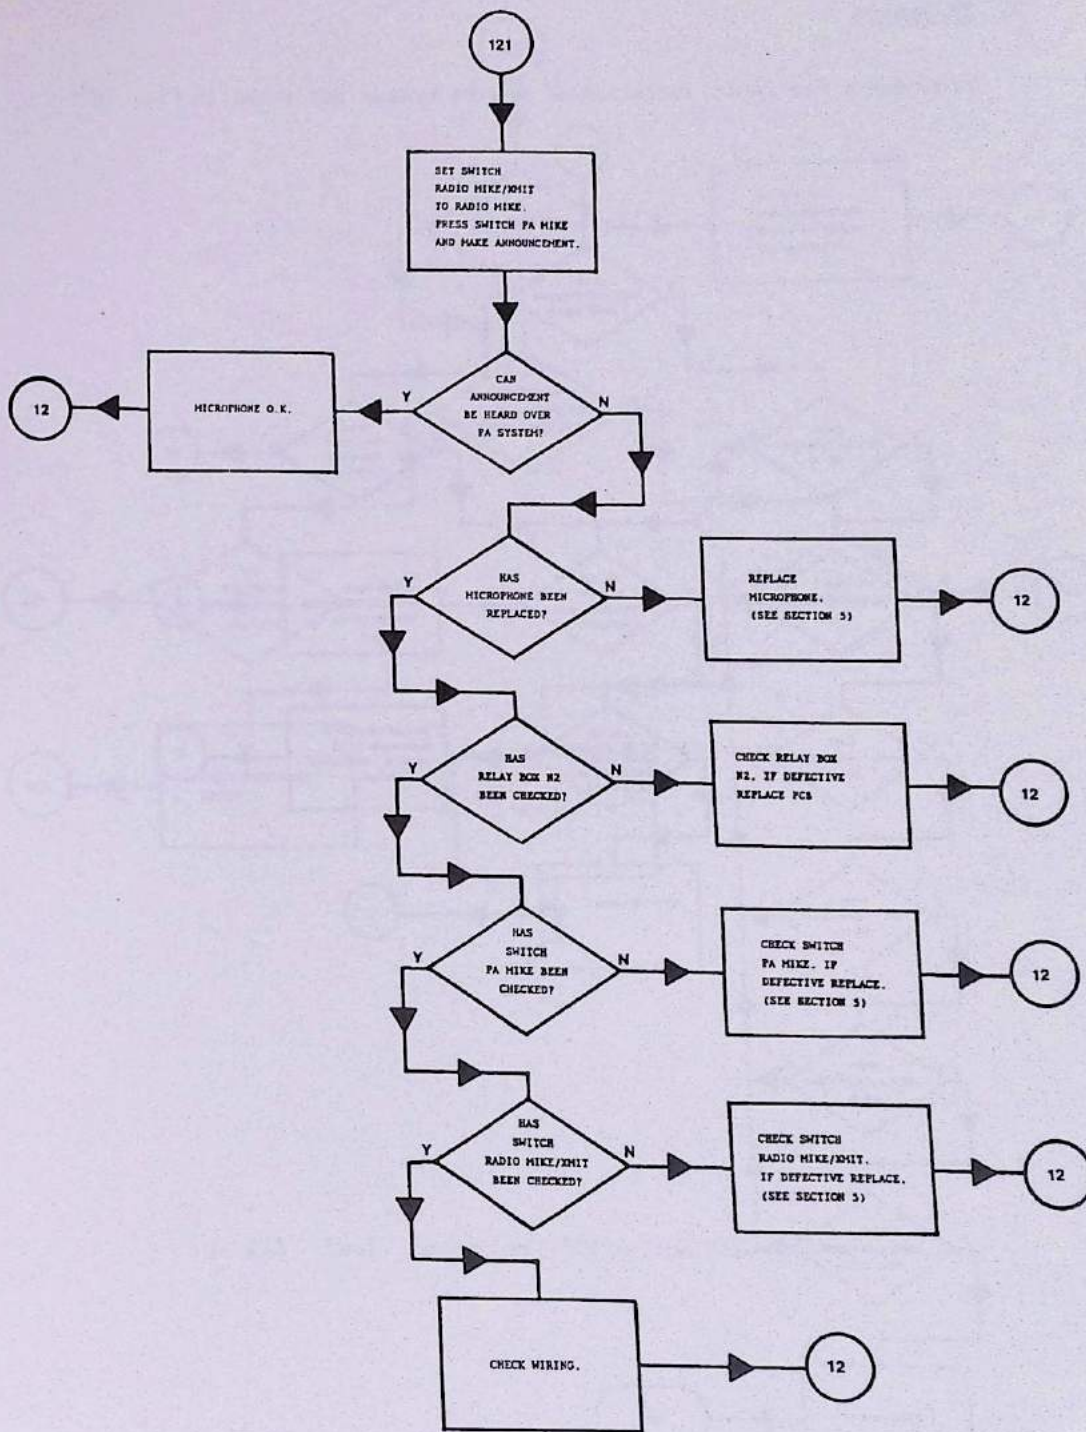 121
SET SWITCH
RADIO MIKE/XMIT
TO RADIO MIKE.
PRESS SWITCH PA MIKE
AND MAKE ANNOUNCEMENT.
CAN
ANNOUNCEMENT
BE HEARD OVER
PA SYSTEM?
Y
N
MICROPHONE O.K.
12
HAS
MICROPHONE BEEN
REPLACED?
Y
N
REPLACE
MICROPHONE.
(SEE SECTION 5)
12
HAS
RELAY BOX N2
BEEN CHECKED?
Y
N
CHECK RELAY BOX
N2. IF DEFECTIVE
REPLACE PCB
12
HAS
SWITCH
PA MIKE BEEN
CHECKED?
Y
N
CHECK SWITCH
PA MIKE. IF
DEFECTIVE REPLACE.
(SEE SECTION 5)
12
HAS
SWITCH
RADIO MIKE/XMIT
BEEN CHECKED?
Y
N
CHECK SWITCH
RADIO MIKE/XMIT.
IF DEFECTIVE REPLACE.
(SEE SECTION 5)
12
CHECK WIRING.
12